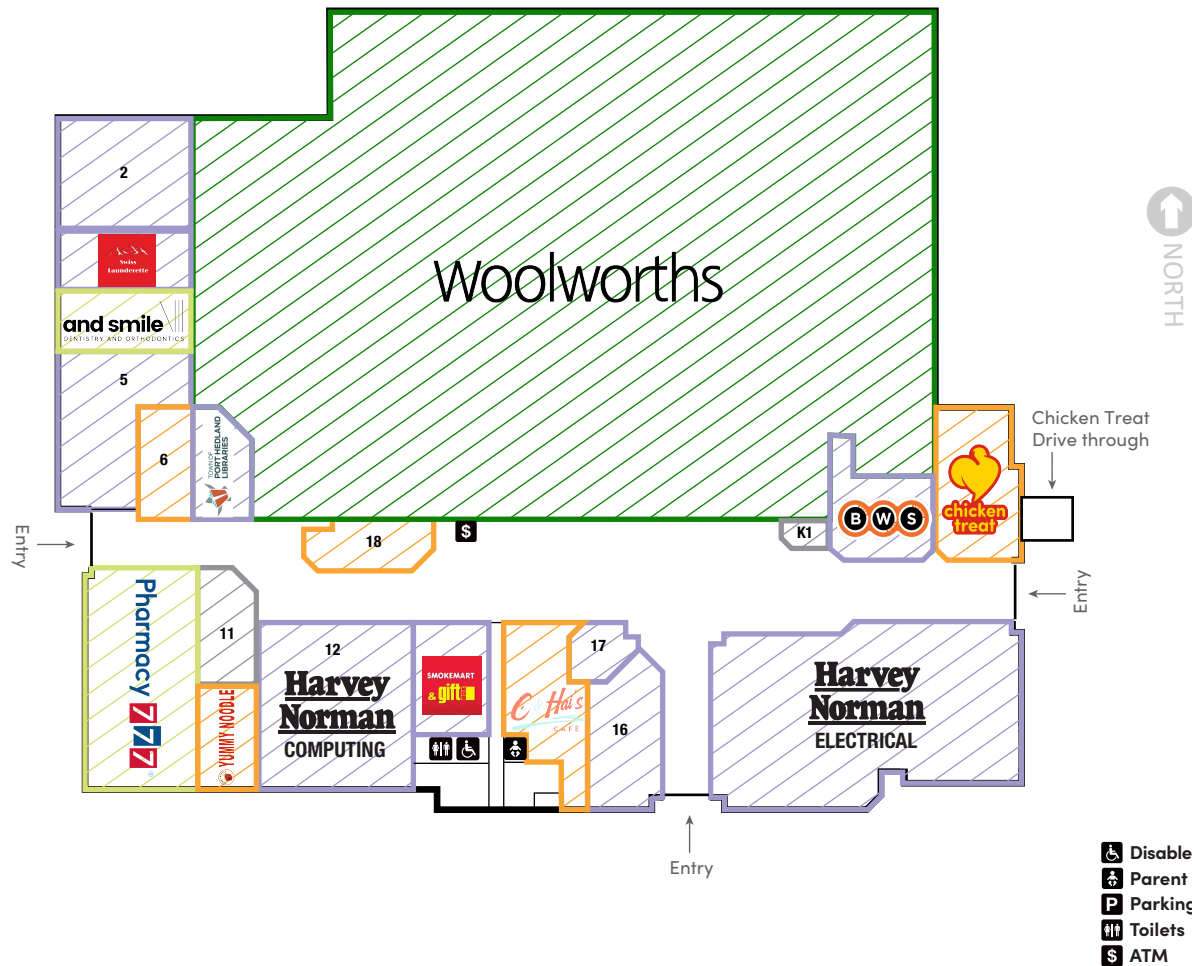 2
Swiss
Launderette
and smile
DENTISTRY AND ORTHODONTICS
5
6
TOWN OF
PORT HEDLAND
LIBRARIES
Woolworths
NORTH
Chicken Treat
Drive through
chicken
treat
BWS
K1
18
$
Entry
Entry
Pharmacy 777
11
YUMMY NOODLE
12
Harvey
Norman
COMPUTING
SMOKEMART
& gift
C & Hai's
CAFE
17
16
Harvey
Norman
ELECTRICAL
Entry
Disable
Parent
P Parking
Toilets
$ ATM